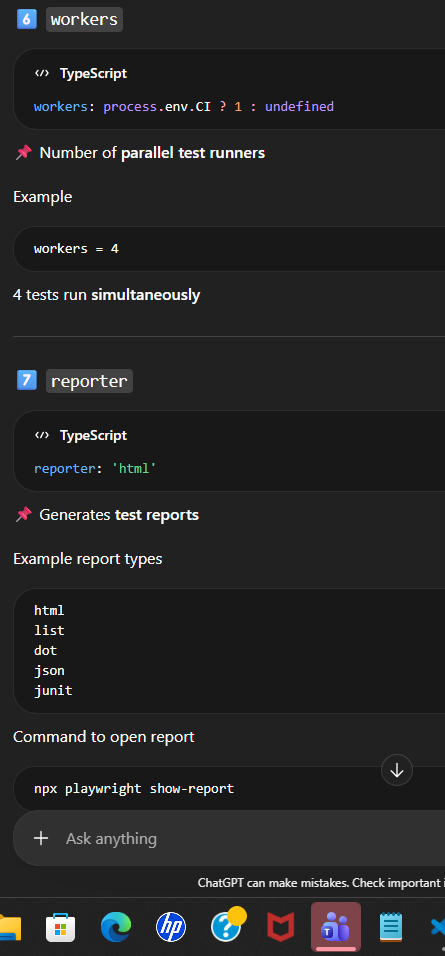 6 workers
TypeScript
workers: process.env.CI ? 1 : undefined
Number of parallel test runners
Example
workers = 4
4 tests run simultaneously
7 reporter
TypeScript
reporter: 'html'
Generates test reports
Example report types
html
list
dot
json
junit
Command to open report
npx playwright show-report
Ask anything
ChatGPT can make mistakes. Check important
hp
?
T